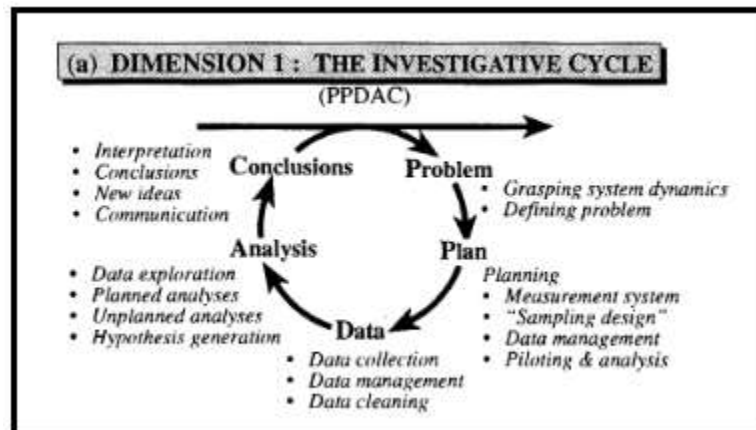 (a) DIMENSION 1 : THE INVESTIGATIVE CYCLE
(PPDAC)
• Interpretation
• Conclusions
• New ideas
• Communication
Conclusions
Problem
• Grasping system dynamics
• Defining problem
Analysis
Plan
• Data exploration
• Planned analyses
• Unplanned analyses
• Hypothesis generation
Planning
• Measurement system
• “Sampling design”
• Data management
• Piloting & analysis
Data
• Data collection
• Data management
• Data cleaning